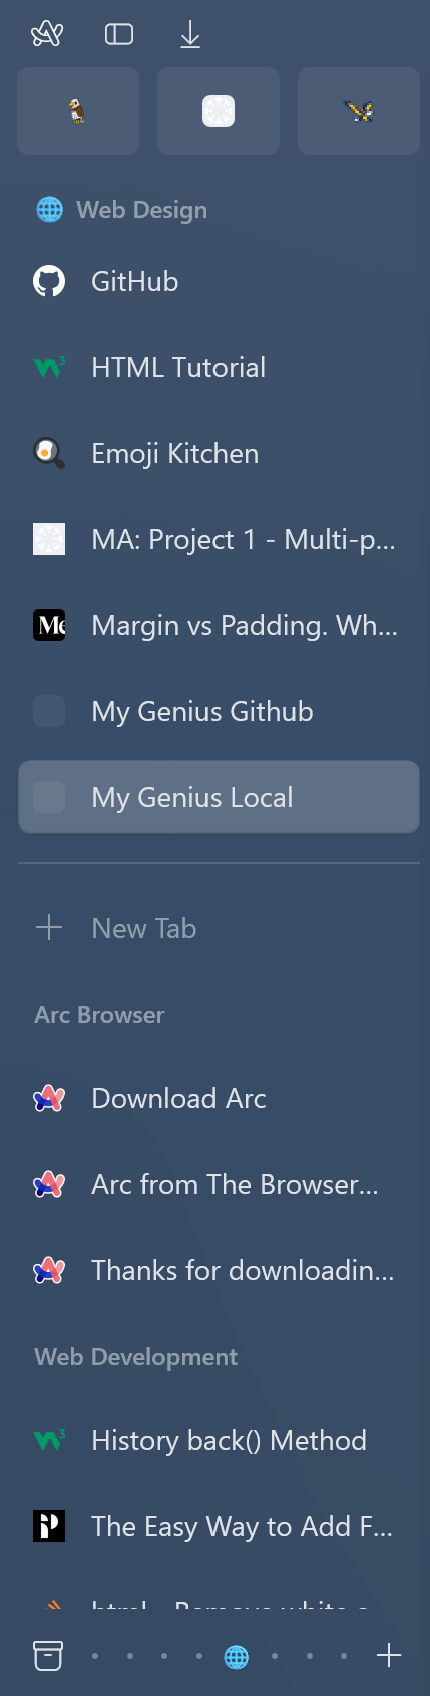 Web Design
GitHub
HTML Tutorial
Emoji Kitchen
MA: Project 1 - Multi-p...
Margin vs Padding. Wh...
My Genius Github
My Genius Local
New Tab
Arc Browser
Download Arc
Arc from The Browser...
Thanks for downloadin...
Web Development
History back() Method
The Easy Way to Add F...